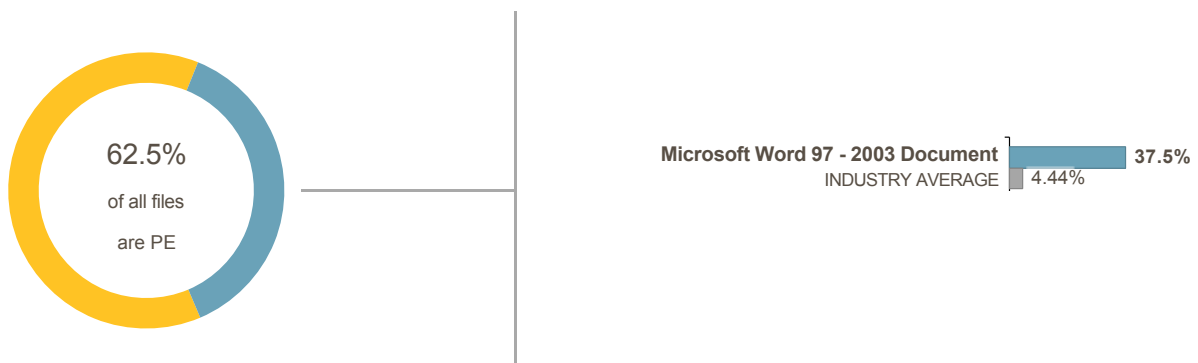 62.5%
of all files
are PE
Microsoft Word 97 - 2003 Document 37.5%
INDUSTRY AVERAGE 4.44%